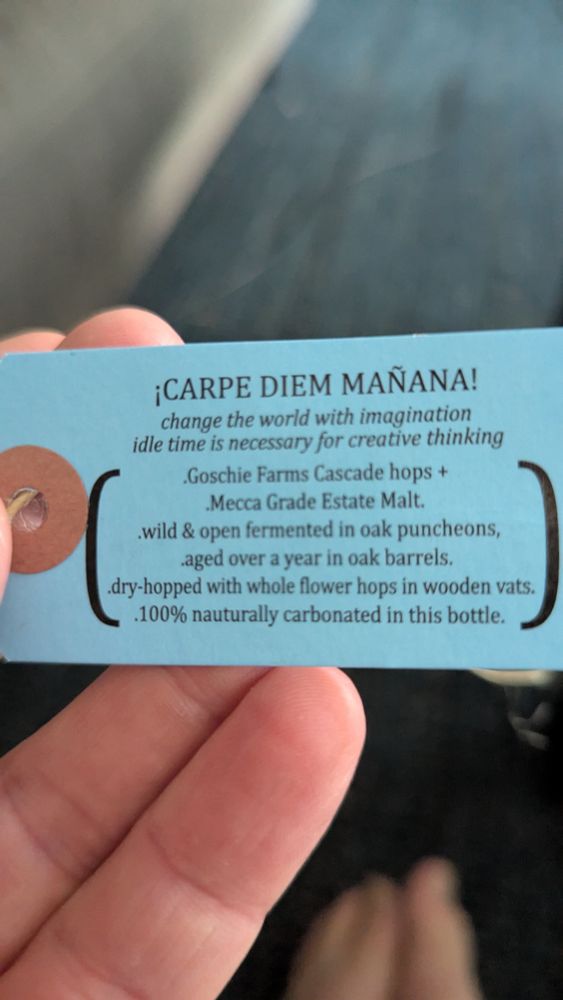 ¡CARPE DIEM MAÑANA!
change the world with imagination
idle time is necessary for creative thinking
.Goschie Farms Cascade hops +
.Mecca Grade Estate Malt.
.wild & open fermented in oak puncheons,
.aged over a year in oak barrels.
.dry-hopped with whole flower hops in wooden vats.
.100% nauturally carbonated in this bottle.